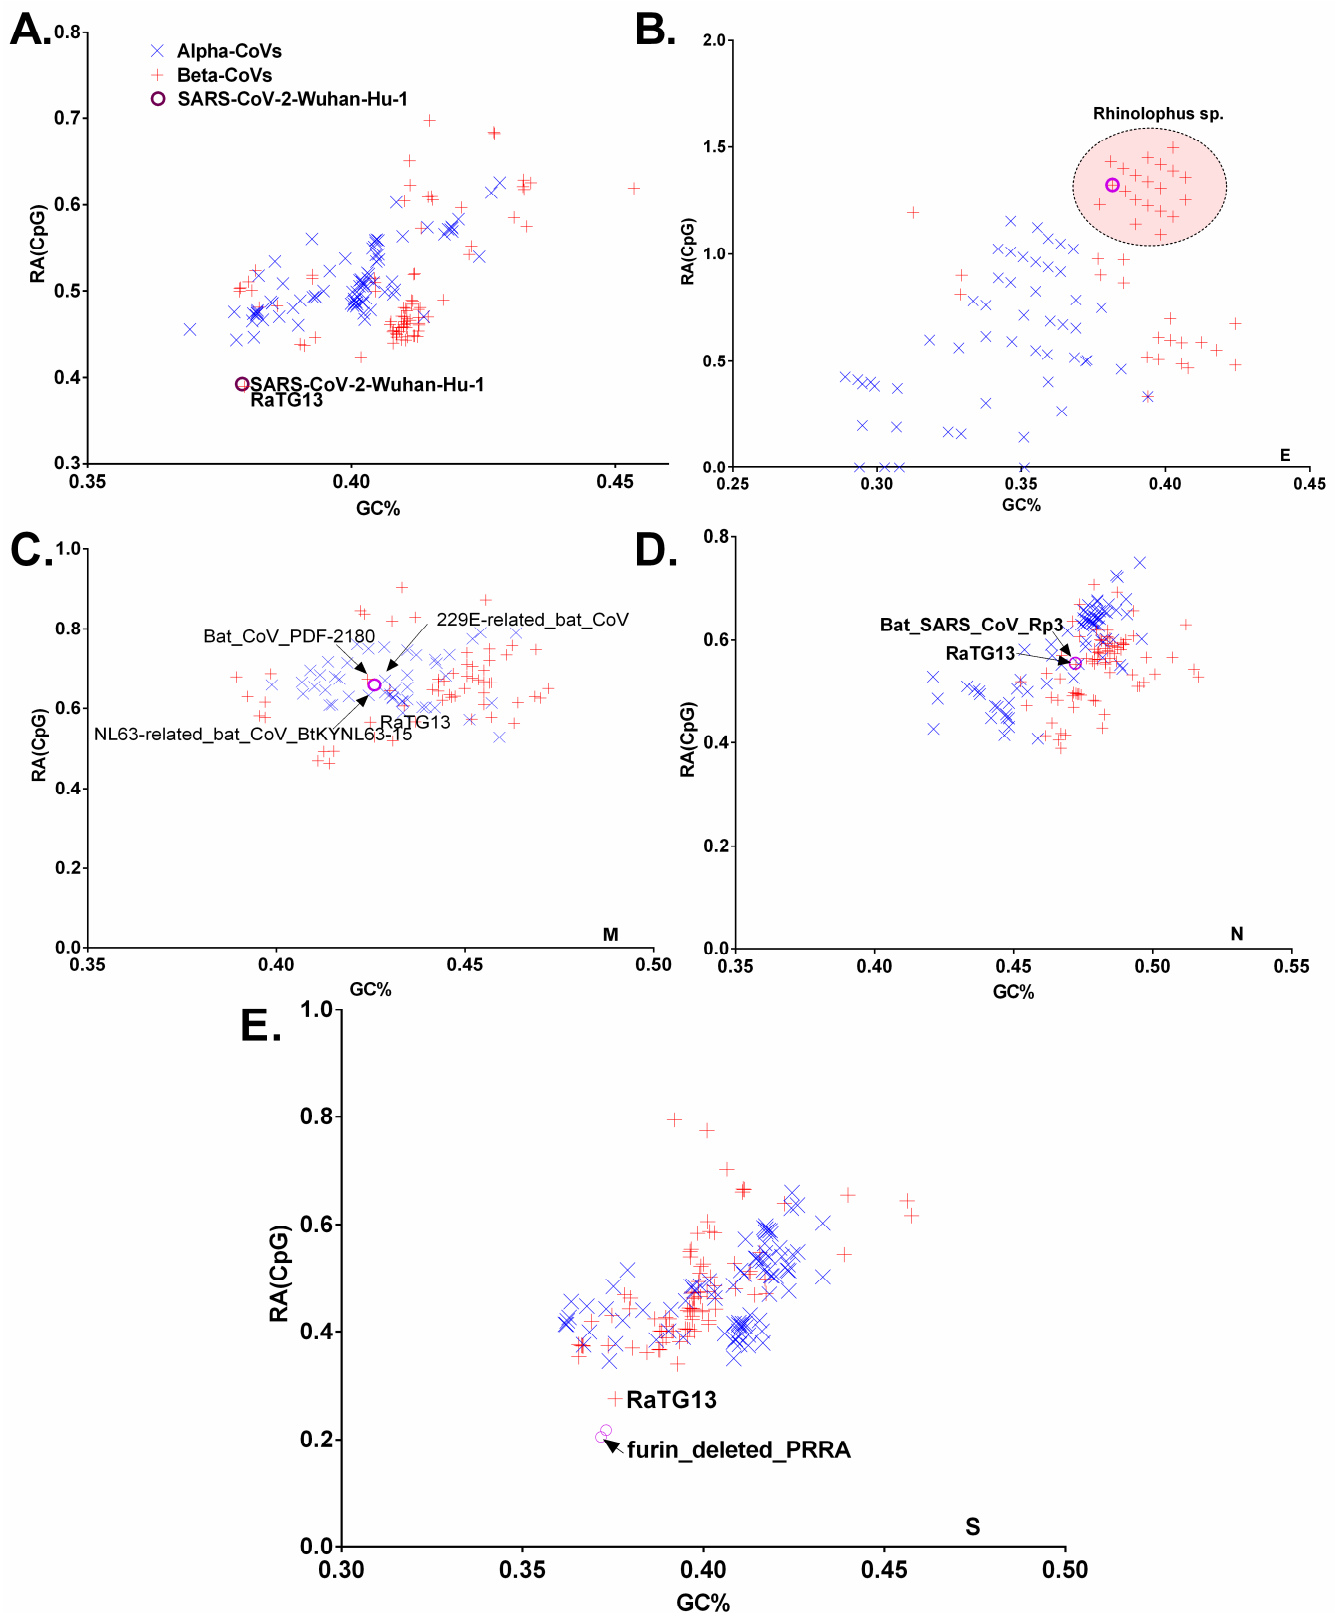 A.
0.8
0.7
0.6
0.5
0.4
0.3
RA(CpG)
Alpha-CoVs
Beta-CoVs
SARS-CoV-2-Wuhan-Hu-1
SARS-CoV-2-Wuhan-Hu-1
RaTG13
0.35
0.40
0.45
GC%
B.
2.0
1.5
1.0
0.5
0.0
RA(CpG)
Rhinolophus sp.
E
0.25
0.30
0.35
0.40
0.45
GC%
C.
1.0
0.8
0.6
0.4
0.2
0.0
RA(CpG)
229E-related_bat_CoV
Bat_CoV_PDF-2180
RaTG13
NL63-related_bat_CoV_BtKYNL63-15
M
0.35
0.40
0.45
0.50
GC%
D.
0.8
0.6
0.4
0.2
0.0
RA(CpG)
Bat_SARS_CoV_Rp3
RaTG13
N
0.35
0.40
0.45
0.50
0.55
GC%
E.
1.0
0.8
0.6
0.4
0.2
0.0
RA(CpG)
RaTG13
furin_deleted_PRRA
S
0.30
0.35
0.40
0.45
0.50
GC%